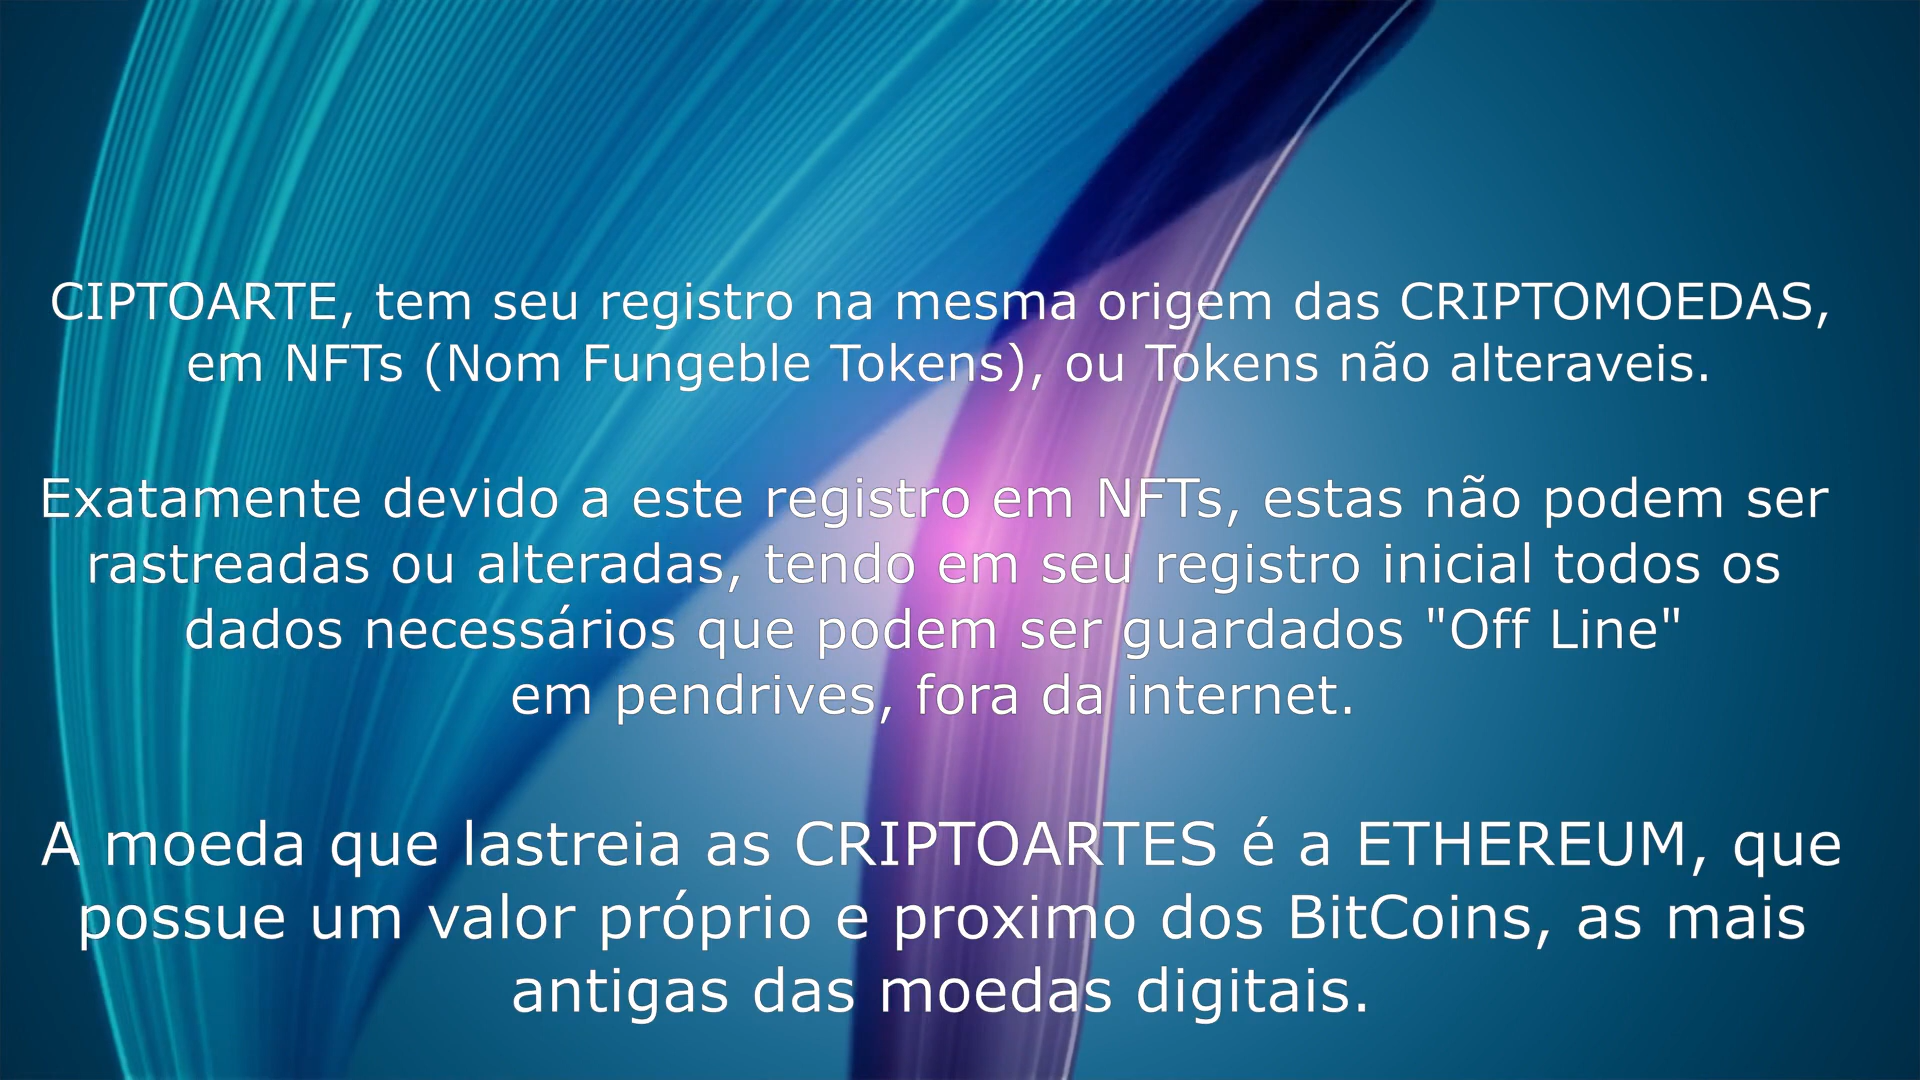 CIPTOARTE, tem seu registro na mesma origem das CRIPTOMOEDAS,
em NFTs (Nom Fungeble Tokens), ou Tokens não alteraveis.
Exatamente devido a este registro em NFTs, estas não podem ser
rastreadas ou alteradas, tendo em seu registro inicial todos os
dados necessários que podem ser guardados "Off Line"
em pendrives, fora da internet.
A moeda que lastreia as CRIPTOARTES é a ETHEREUM, que
possue um valor próprio e proximo dos BitCoins, as mais
antigas das moedas digitais.